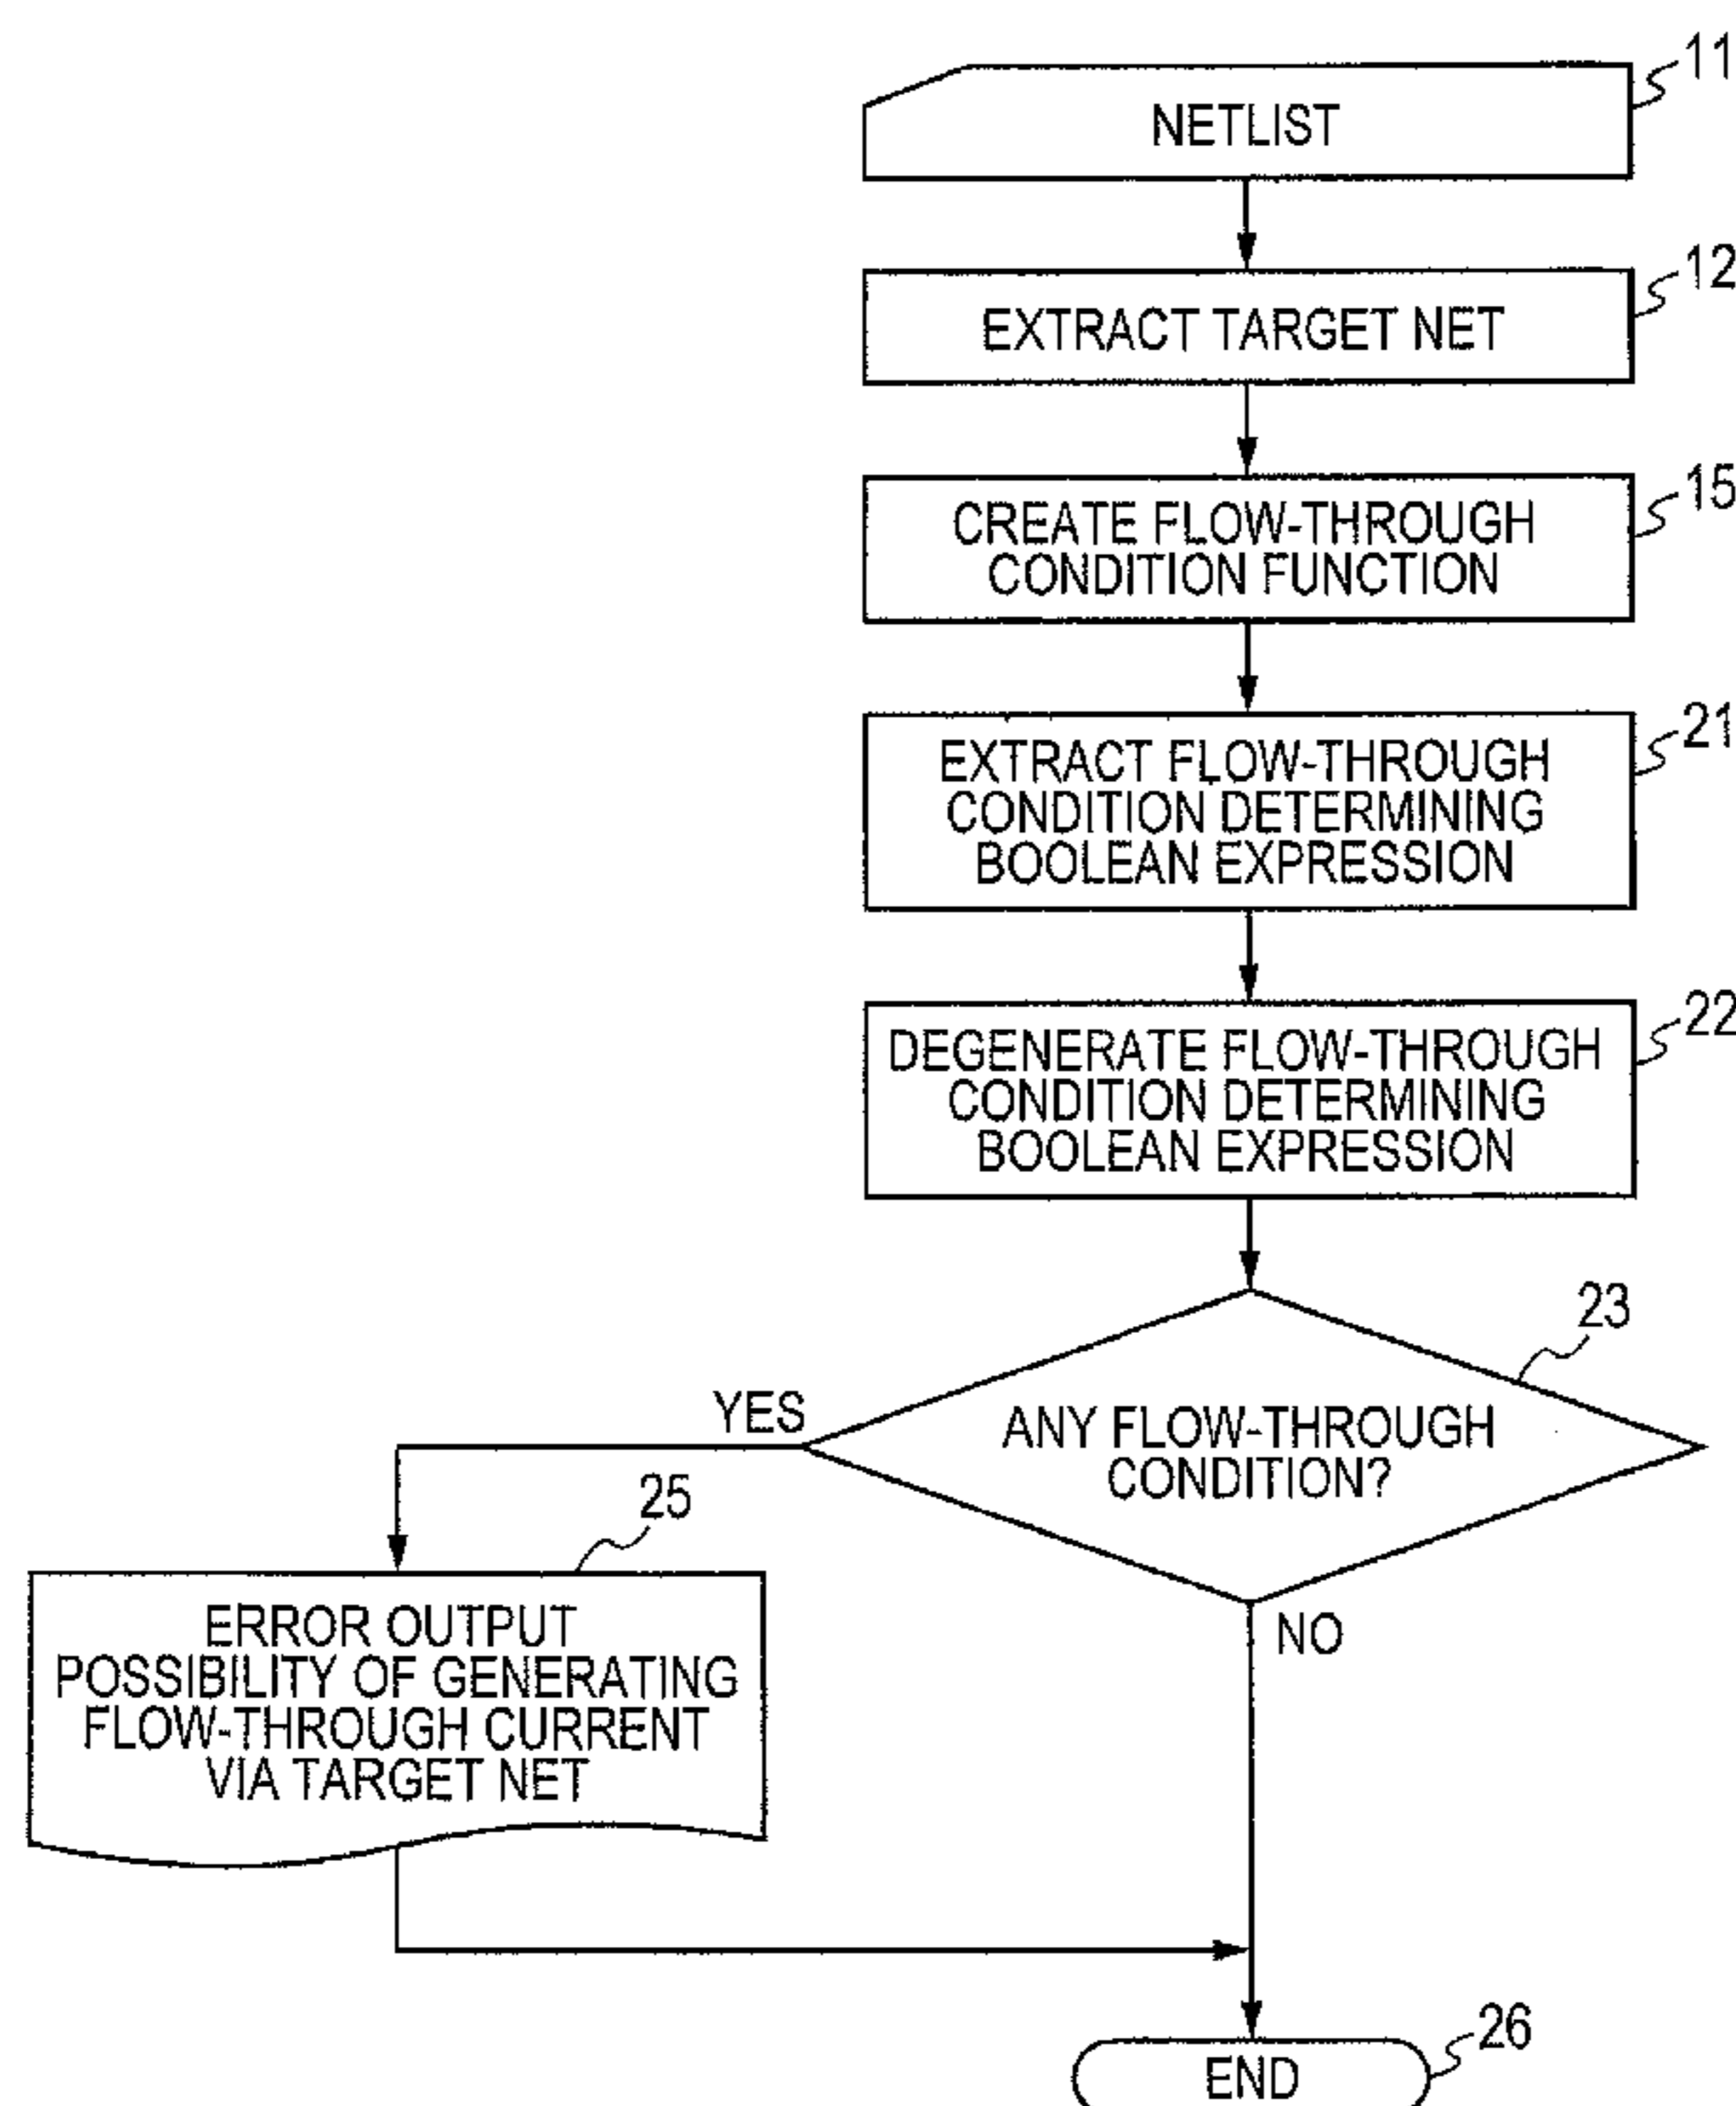 11
NETLIST
12
EXTRACT TARGET NET
15
CREATE FLOW-THROUGH
CONDITION FUNCTION
21
EXTRACT FLOW-THROUGH
CONDITION DETERMINING
BOOLEAN EXPRESSION
22
DEGENERATE FLOW-THROUGH
CONDITION DETERMINING
BOOLEAN EXPRESSION
23
YES
ANY FLOW-THROUGH
CONDITION?
25
ERROR OUTPUT
POSSIBILITY OF GENERATING
FLOW-THROUGH CURRENT
VIA TARGET NET
NO
26
END